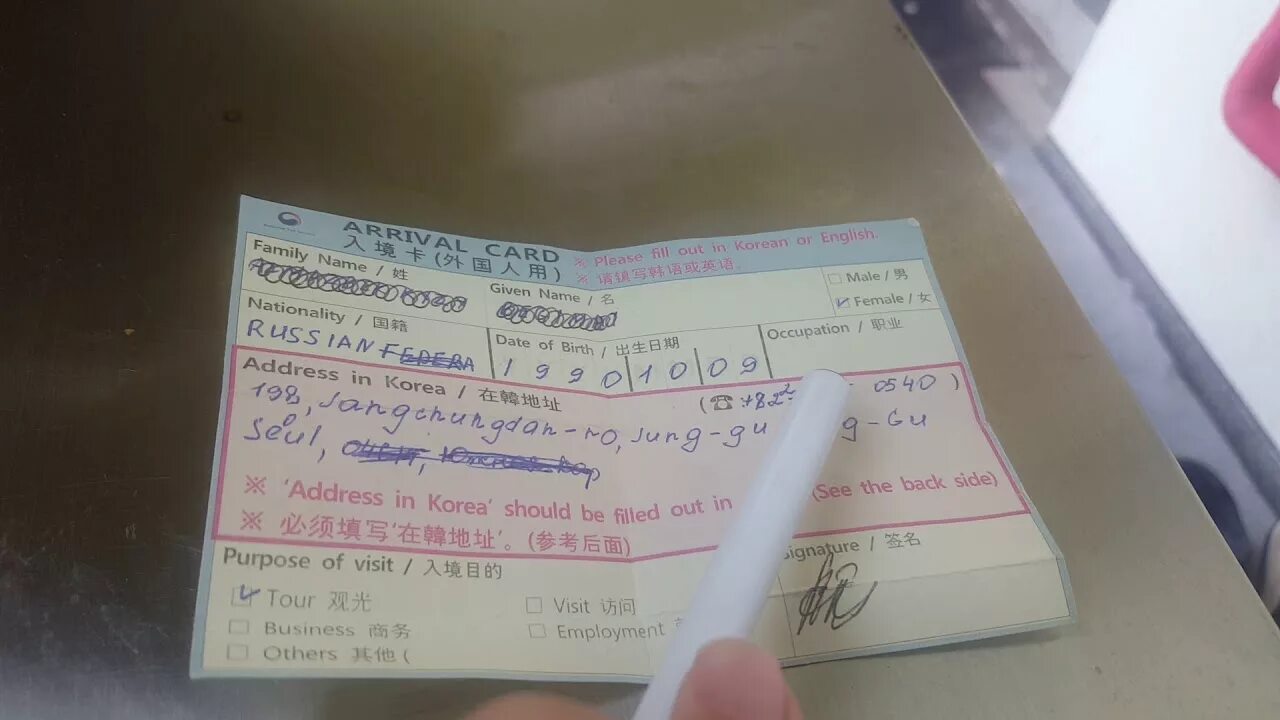 ARRIVAL CARD
入境卡(外国人用)
※ Please fill out in Korean or English.
※ 请填写韩语或英语.
Family Name / 姓
Given Name / 名
Male / 男
Female / 女
Nationality / 国籍
RUSSIAN
Date of Birth / 出生日期
1 9 9 0 1 0 0 9
Occupation / 职业
Address in Korea / 在韓地址
(☎: +82 0540 )
198, Jangchungdan-ro, Jung-gu g-Gu
Seoul,
※ 'Address in Korea' should be filled out in (See the back side)
※ 必须填写'在韓地址'. (参考后面)
Purpose of visit / 入境目的
Signature / 签名
Tour 观光
Visit 访问
Business 商务
Employment
Others 其他 (